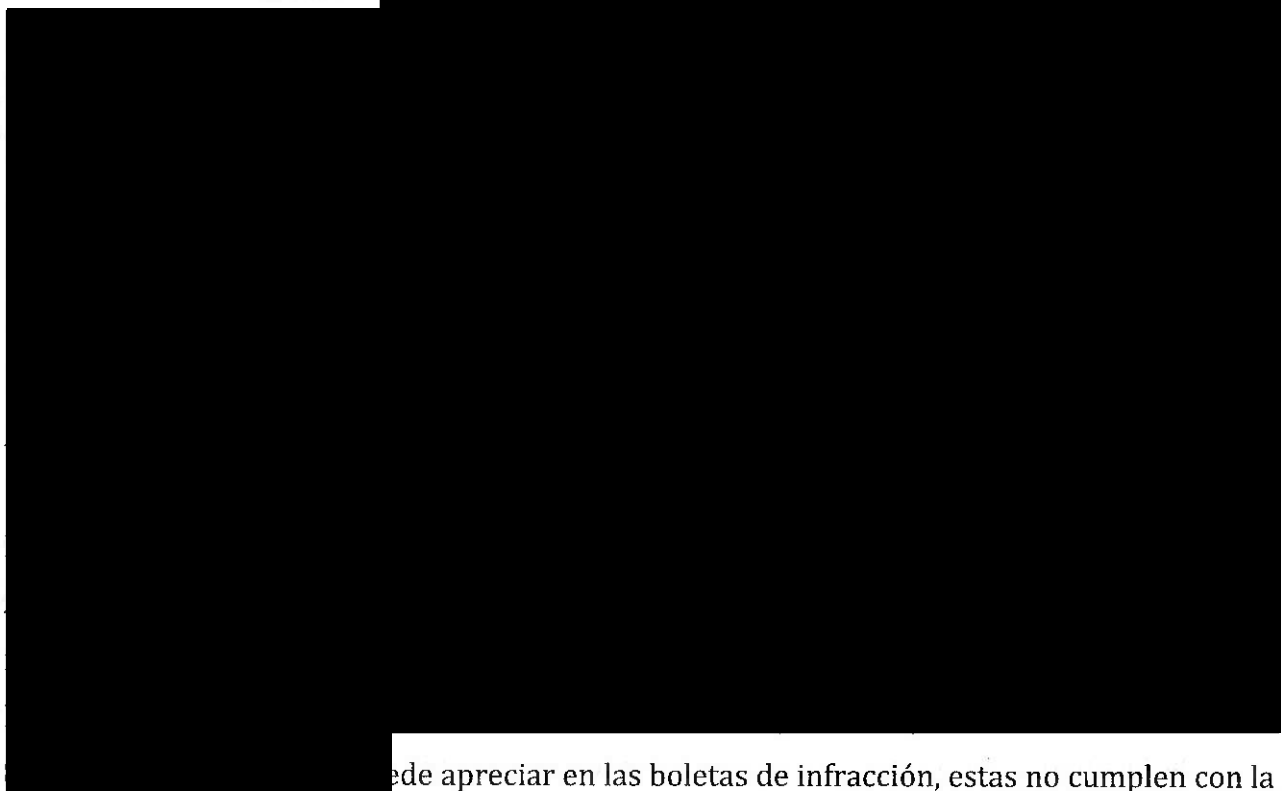 ede apreciar en las boletas de infracción, estas no cumplen con la